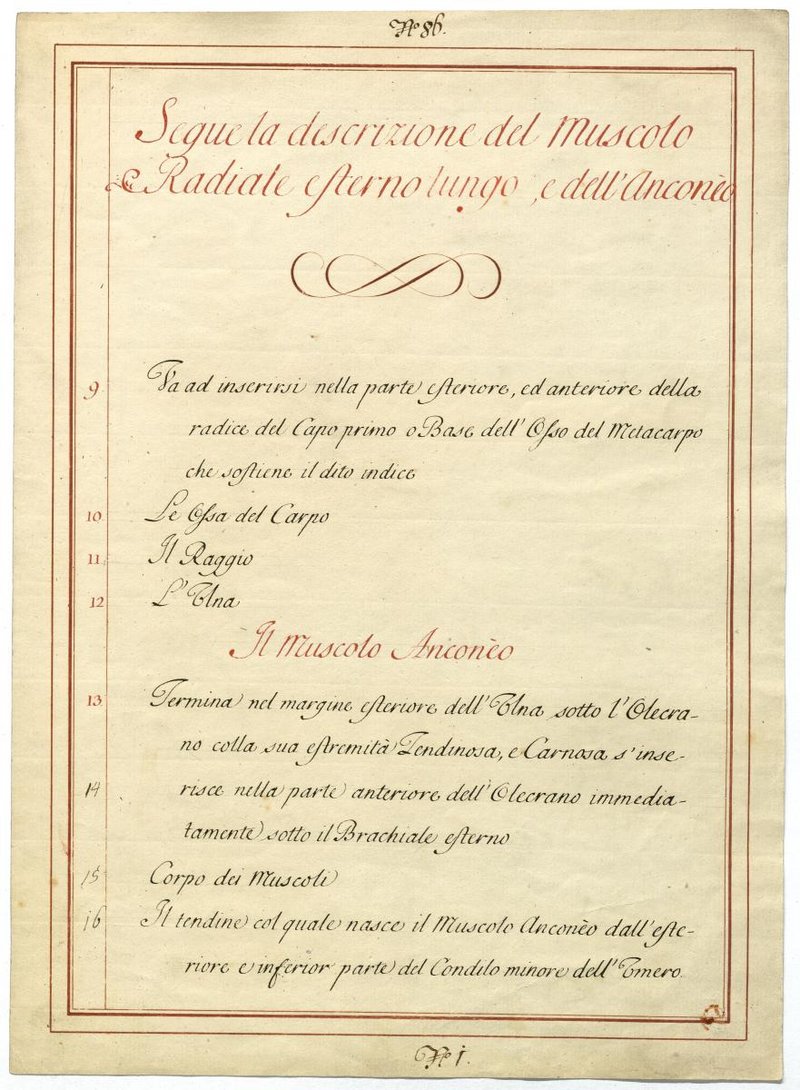 No 86.
Segue la descrizione del Muscolo
Radiale esterno lungo, e dell'Anconèo
9 Va ad inserirsi nella parte esteriore, ed anteriore della
radice del Capo primo o Base dell'Osso del Metacarpo
che sostiene il dito indice
10 Le Ossa del Carpo
11 Il Raggio
12 L'Ulna
Il Muscolo Anconèo
13 Termina nel margine esteriore dell'Ulna sotto l'Olecra-
no colla sua estremità Tendinosa, e Carnosa s'inse-
14 risce nella parte anteriore dell'Olecrano immedia-
tamente sotto il Brachiale esterno
15 Corpo dei Muscoli
16 Il tendine col quale nasce il Muscolo Anconèo dall'este-
riore e inferior parte del Condilo minore dell'Umero.
No 1.